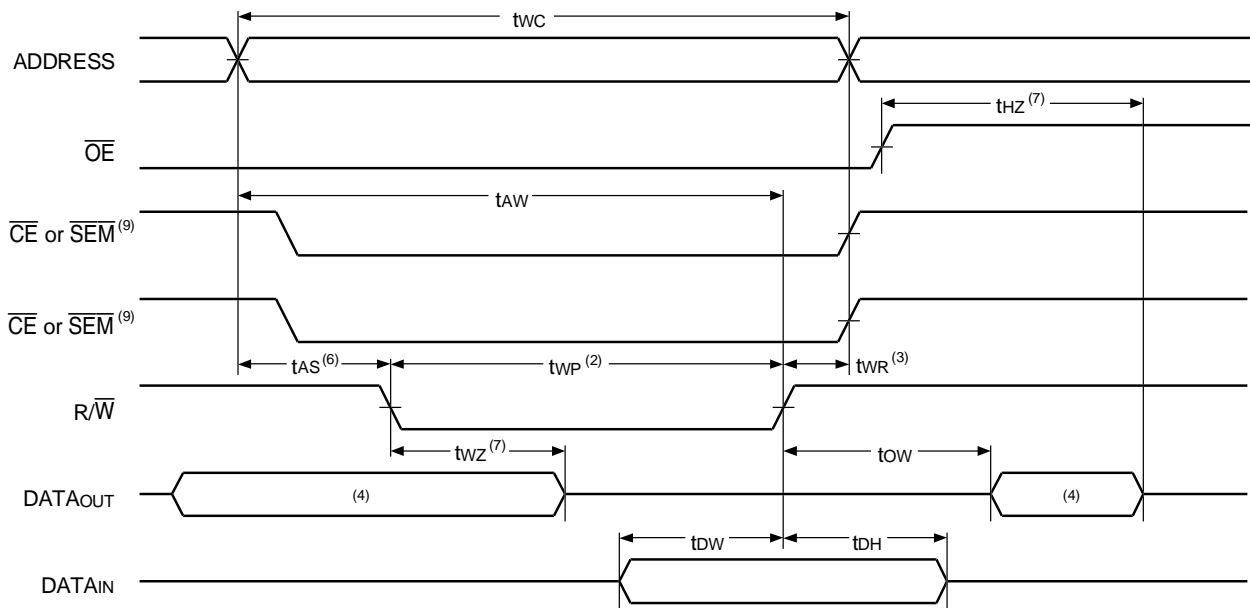 tWC
ADDRESS
tHZ (7)
OE
tAW
CE or SEM (9)
CE or SEM (9)
tAS (6)
tWP (2)
tWR (3)
R/W
tWZ (7)
tOW
DATAOUT
(4)
(4)
tDW
tDH
DATAIN